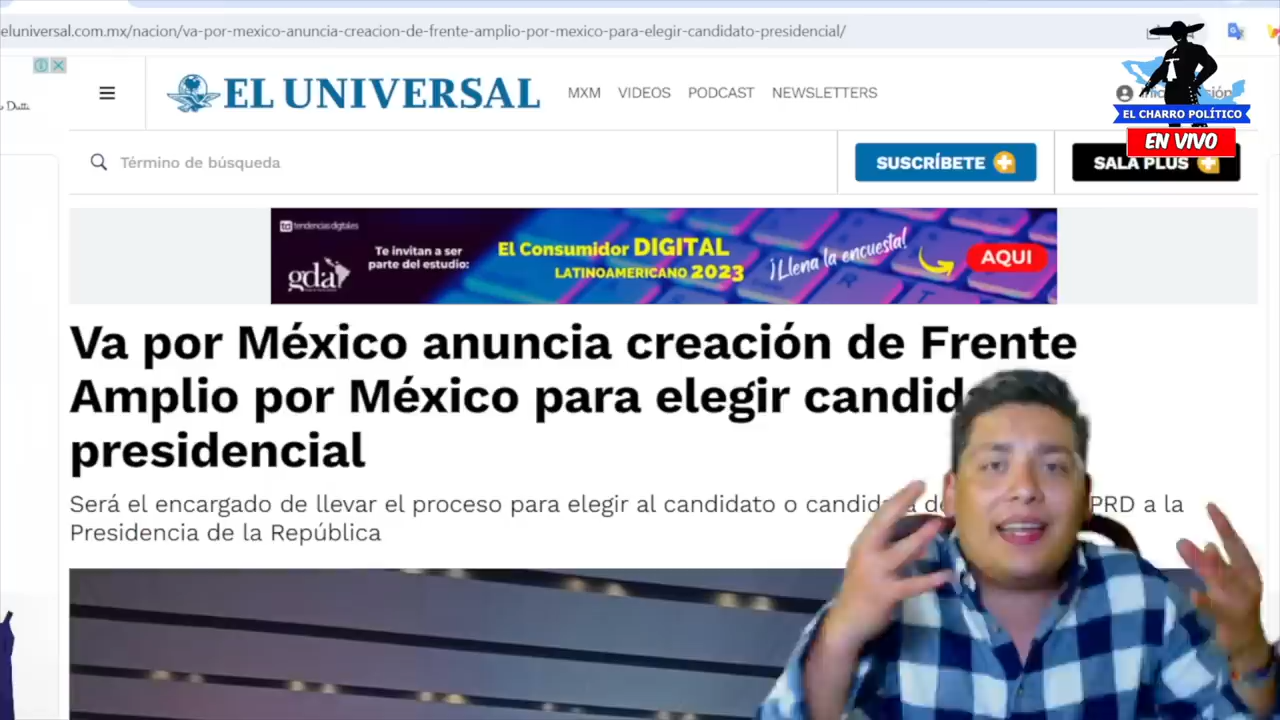 eluniversal.com.mx/nacion/va-por-mexico-anuncia-creacion-de-frente-amplio-por-mexico-para-elegir-candidato-presidencial/
EL UNIVERSAL
MXM VIDEOS PODCAST NEWSLETTERS
EL CHARRO POLÍTICO
EN VIVO
Término de búsqueda
SUSCRÍBETE
SALA PLUS
tendencias digitales
gda
Te invitan a ser
parte del estudio:
El Consumidor DIGITAL
LATINOAMERICANO 2023
¡Llena la encuesta!
AQUI
Va por México anuncia creación de Frente
Amplio por México para elegir candid
presidencial
Será el encargado de llevar el proceso para elegir al candidato o candida PRD a la
Presidencia de la República